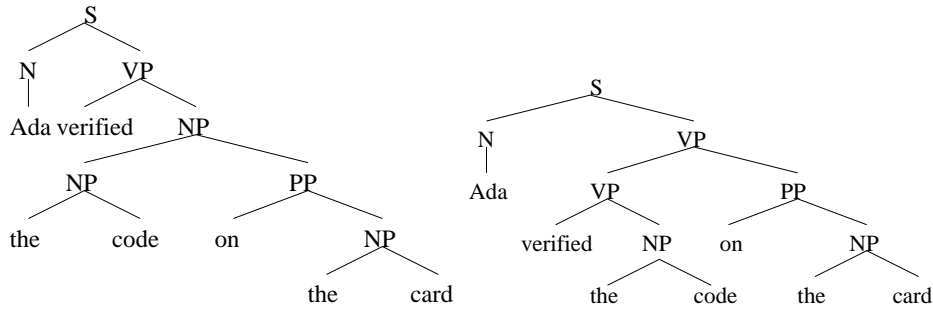 S
N VP
Ada verified NP
NP PP
the code on NP
the card
S
N VP
Ada VP PP
verified NP on NP
the code the card